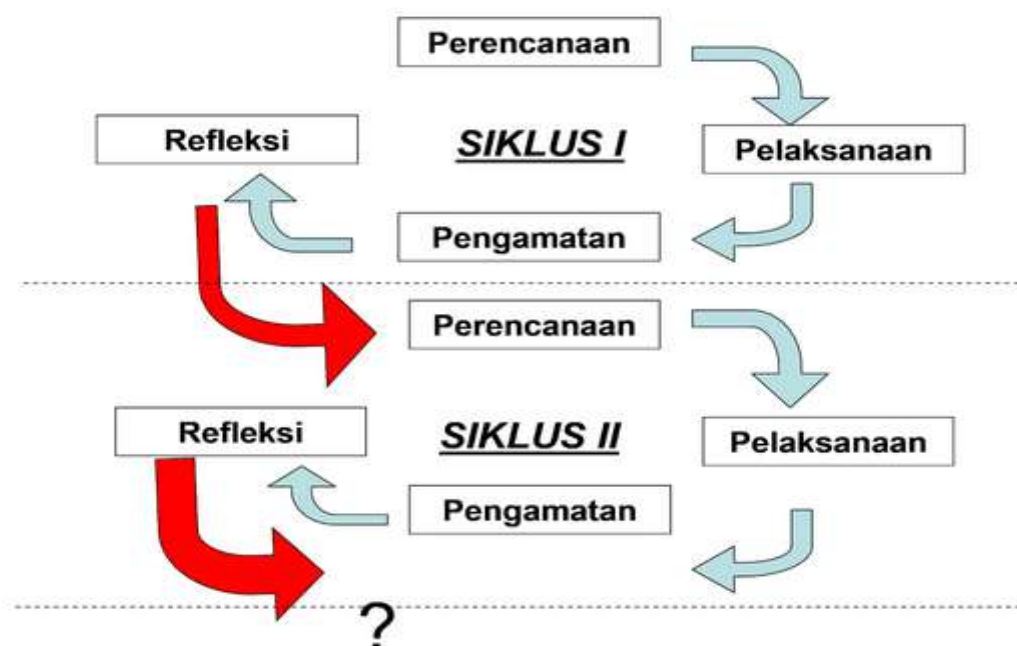 Perencanaan
Refleksi
SIKLUS I
Pelaksanaan
Pengamatan
Perencanaan
Refleksi
SIKLUS II
Pelaksanaan
Pengamatan
?